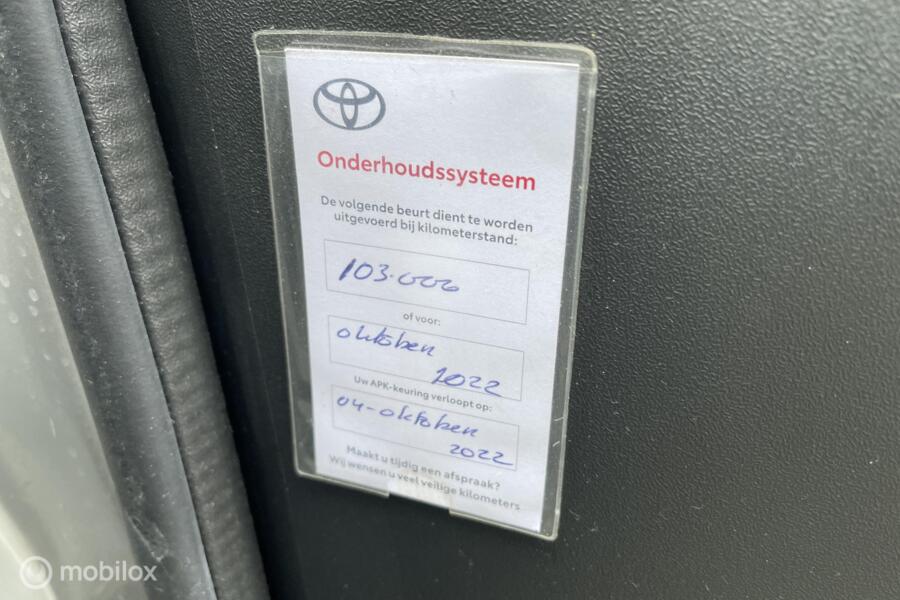 Onderhoudssysteem
De volgende beurt dient te worden
uitgevoerd bij kilometerstand:
103.000
of voor:
oktober
2022
Uw APK-keuring verloopt op:
04-oktober
2022
Maakt u tijdig een afspraak?
Wij wensen u veel veilige kilometers
mobilox